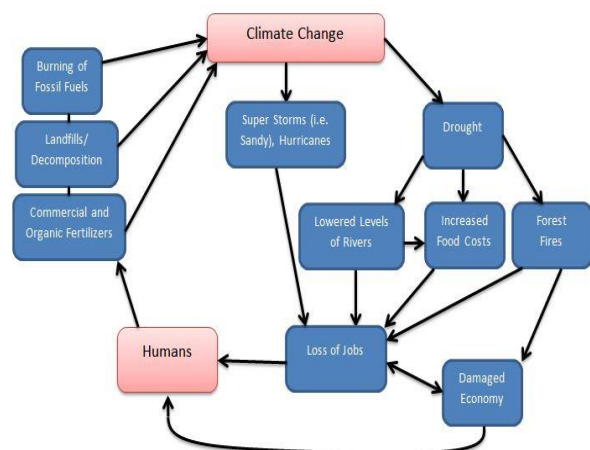 Climate Change
Burning of
Fossil Fuels
Landfills/
Decomposition
Commercial and
Organic Fertilizers
Super Storms (i.e.
Sandy), Hurricanes
Drought
Lowered Levels
of Rivers
Increased
Food Costs
Forest
Fires
Humans
Loss of Jobs
Damaged
Economy